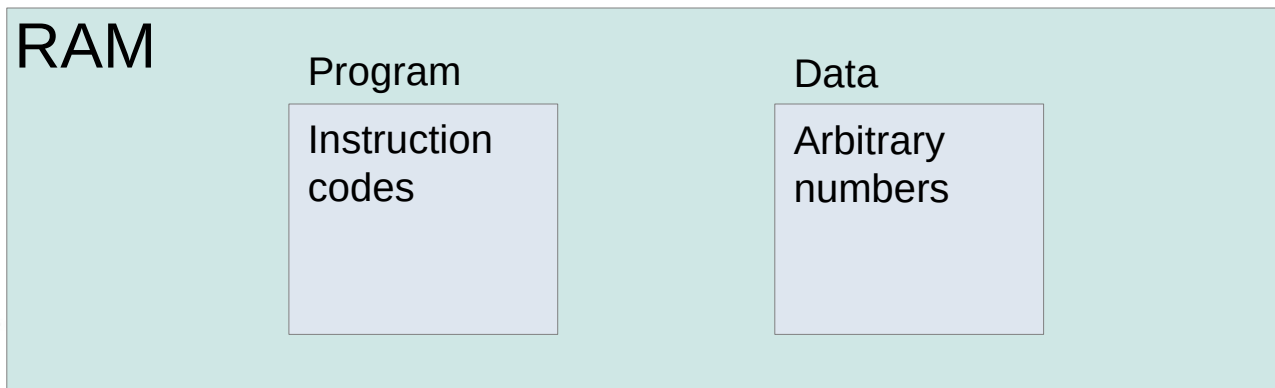 RAM
Program
Instruction
codes
Data
Arbitrary
numbers